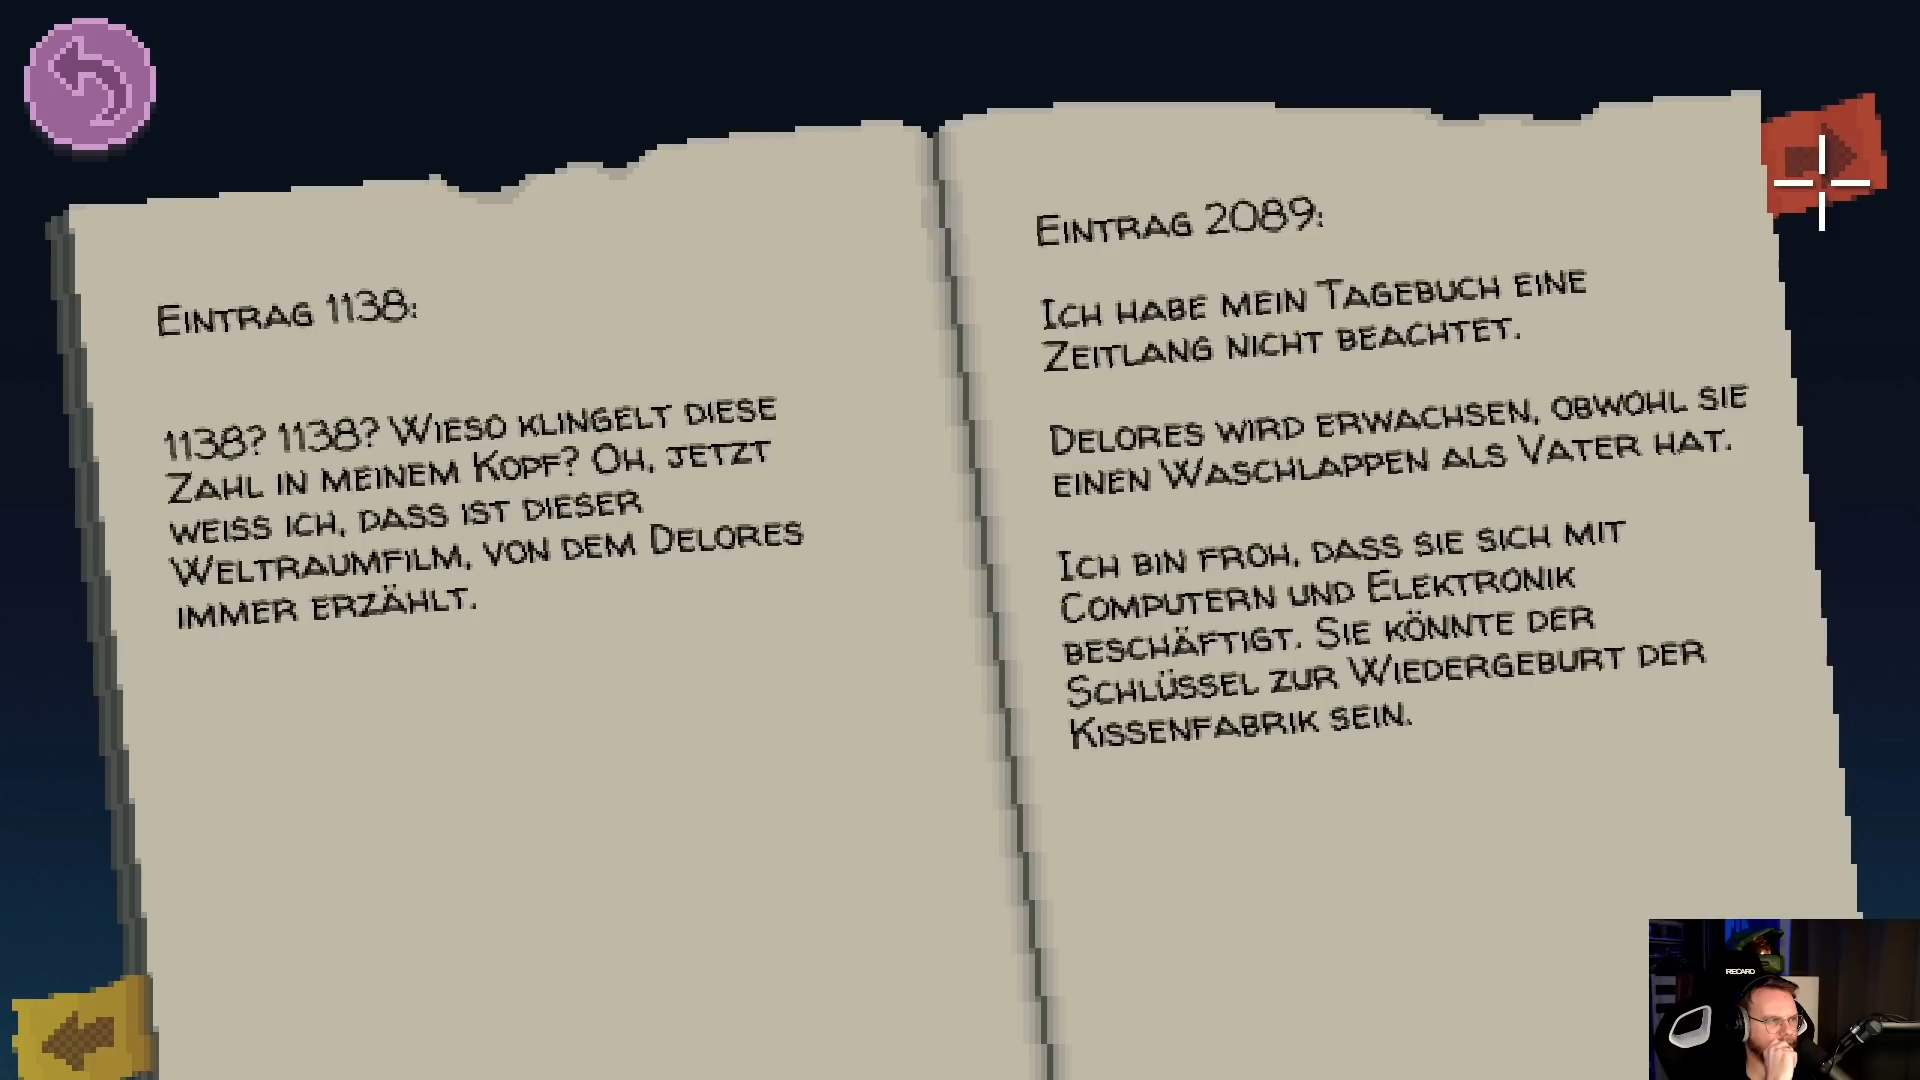 Eintrag 1138:
1138? 1138? Wieso klingelt diese
Zahl in meinem Kopf? Oh, jetzt
weiss ich, dass ist dieser
Weltraumfilm, von dem Delores
immer erzählt.
Eintrag 2089:
Ich habe mein Tagebuch eine
Zeitlang nicht beachtet.
Delores wird erwachsen, obwohl sie
einen Waschlappen als Vater hat.
Ich bin froh, dass sie sich mit
Computern und Elektronik
beschäftigt. Sie könnte der
Schlüssel zur Wiedergeburt der
Kissenfabrik sein.
RECARO